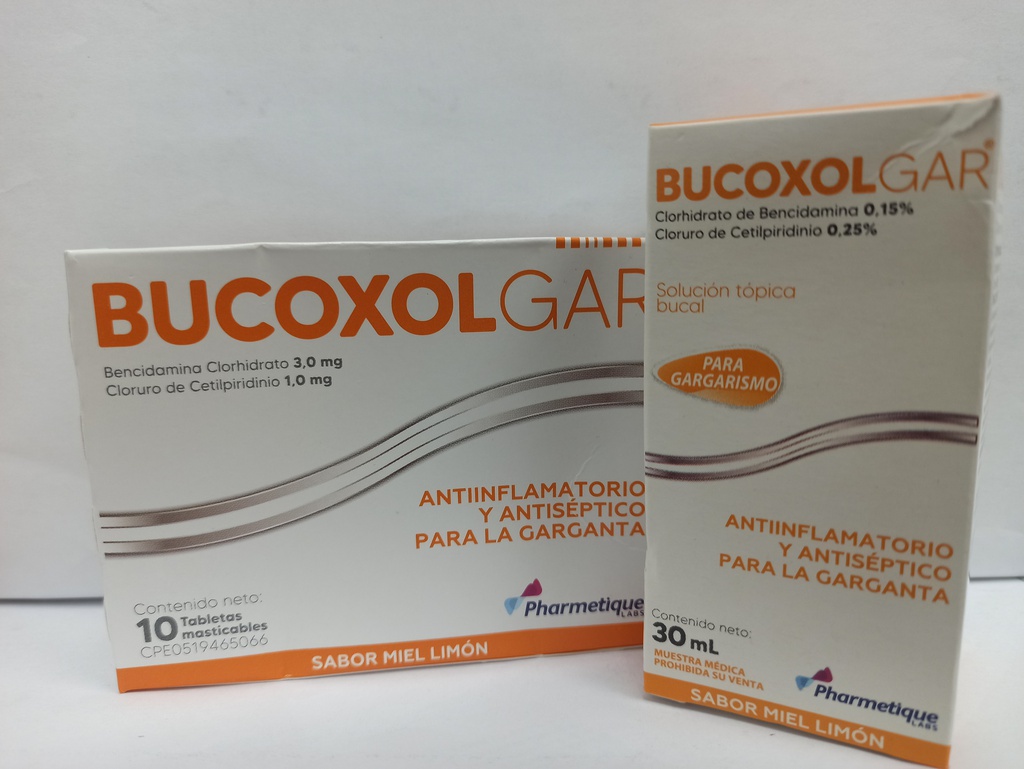 BUCOXOLGAR
Bencidamina Clorhidrato 3,0 mg
Cloruro de Cetilpiridinio 1,0 mg
ANTIINFLAMATORIO
Y ANTISÉPTICO
PARA LA GARGANTA
Contenido neto:
10 Tabletas
masticables
CPE0519465066
Pharmetique
LABS
SABOR MIEL LIMÓN
BUCOXOLGAR®
Clorhidrato de Bencidamina 0,15%
Cloruro de Cetilpiridinio 0,25%
Solución tópica
bucal
PARA
GARGARISMO
ANTIINFLAMATORIO
Y ANTISÉPTICO
PARA LA GARGANTA
Contenido neto:
30 mL
MUESTRA MÉDICA
PROHIBIDA SU VENTA
Pharmetique
LABS
SABOR MIEL LIMÓN